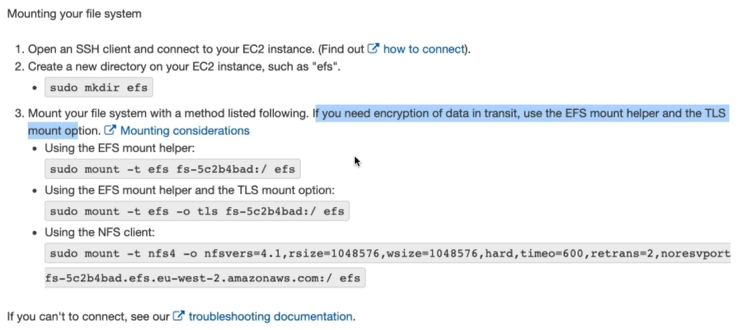 Mounting your file system
1. Open an SSH client and connect to your EC2 instance. (Find out how to connect).
2. Create a new directory on your EC2 instance, such as "efs".
• sudo mkdir efs
3. Mount your file system with a method listed following. If you need encryption of data in transit, use the EFS mount helper and the TLS
mount option. Mounting considerations
• Using the EFS mount helper:
sudo mount -t efs fs-5c2b4bad:/ efs
• Using the EFS mount helper and the TLS mount option:
sudo mount -t efs -o tls fs-5c2b4bad:/ efs
• Using the NFS client:
sudo mount -t nfs4 -o nfsvers=4.1,rsize=1048576,wsize=1048576,hard,timeo=600,retrans=2,noresvport
fs-5c2b4bad.efs.eu-west-2.amazonaws.com:/ efs
If you can't to connect, see our troubleshooting documentation.